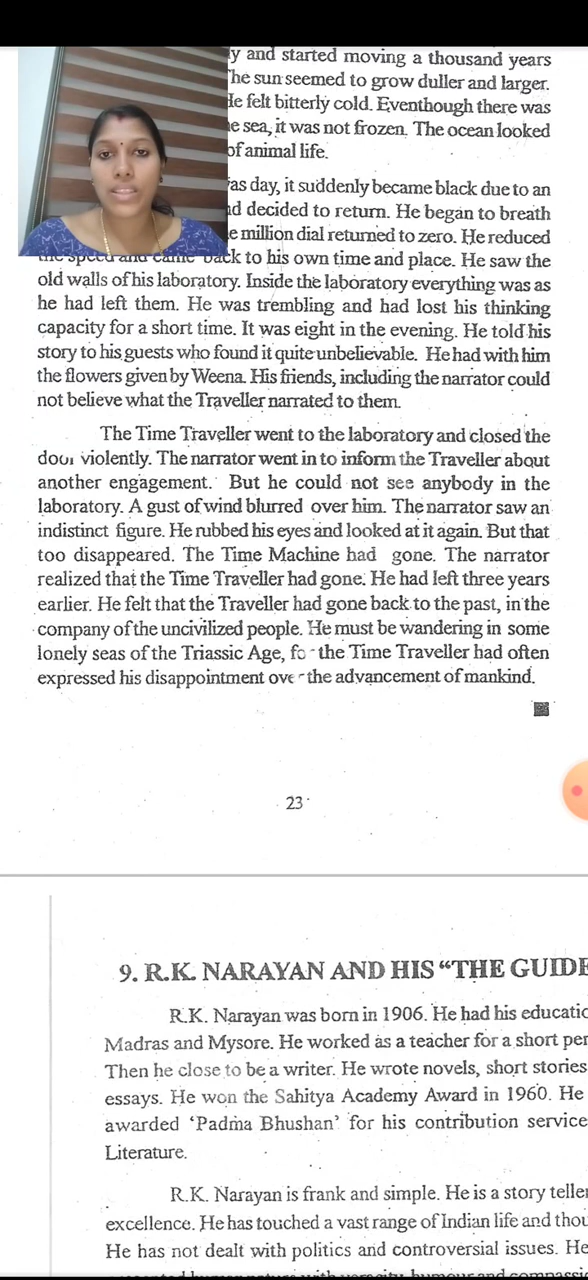 ly and started moving a thousand years
The sun seemed to grow duller and larger.
He felt bitterly cold. Eventhough there was
e sea, it was not frozen. The ocean looked
of animal life.
as day, it suddenly became black due to an
d decided to return. He began to breath
e million dial returned to zero. He reduced
the speed and came back to his own time and place. He saw the
old walls of his laboratory. Inside the laboratory everything was as
he had left them. He was trembling and had lost his thinking
capacity for a short time. It was eight in the evening. He told his
story to his guests who found it quite unbelievable. He had with him
the flowers given by Weena. His friends, including the narrator could
not believe what the Traveller narrated to them.
The Time Traveller went to the laboratory and closed the
door violently. The narrator went in to inform the Traveller about
another engagement. But he could not see anybody in the
laboratory. A gust of wind blurred over him. The narrator saw an
indistinct figure. He rubbed his eyes and looked at it again. But that
too disappeared. The Time Machine had gone. The narrator
realized that the Time Traveller had gone. He had left three years
earlier. He felt that the Traveller had gone back to the past, in the
company of the uncivilized people. He must be wandering in some
lonely seas of the Triassic Age, for the Time Traveller had often
expressed his disappointment over the advancement of mankind.
23
9. R.K. NARAYAN AND HIS “THE GUIDE
R.K. Narayan was born in 1906. He had his educatio
Madras and Mysore. He worked as a teacher for a short per
Then he close to be a writer. He wrote novels, short stories
essays. He won the Sahitya Academy Award in 1960. He
awarded ‘Padma Bhushan’ for his contribution service
Literature.
R.K. Narayan is frank and simple. He is a story teller
excellence. He has touched a vast range of Indian life and thou
He has not dealt with politics and controversial issues. He